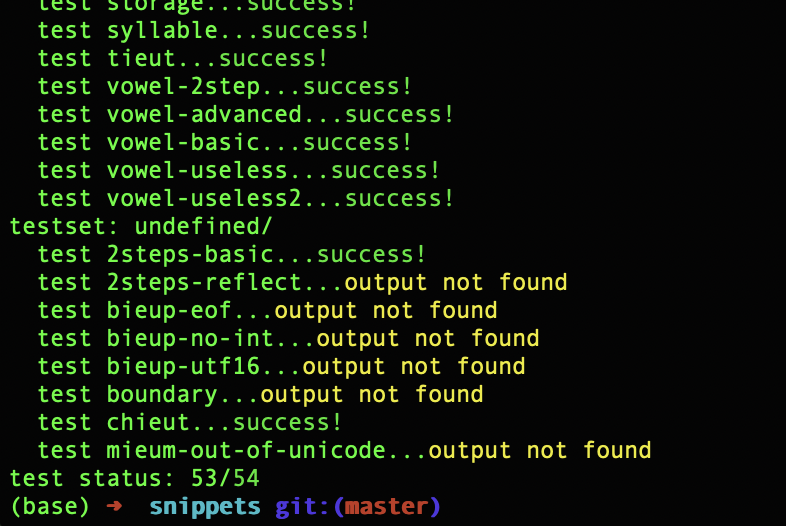 test storage...success!
test syllable...success!
test tieut...success!
test vowel-2step...success!
test vowel-advanced...success!
test vowel-basic...success!
test vowel-useless...success!
test vowel-useless2...success!
testset: undefined/
test 2steps-basic...success!
test 2steps-reflect...output not found
test bieup-eof...output not found
test bieup-no-int...output not found
test bieup-utf16...output not found
test boundary...output not found
test chieut...success!
test mieum-out-of-unicode...output not found
test status: 53/54
(base) ➜ snippets git:(master)